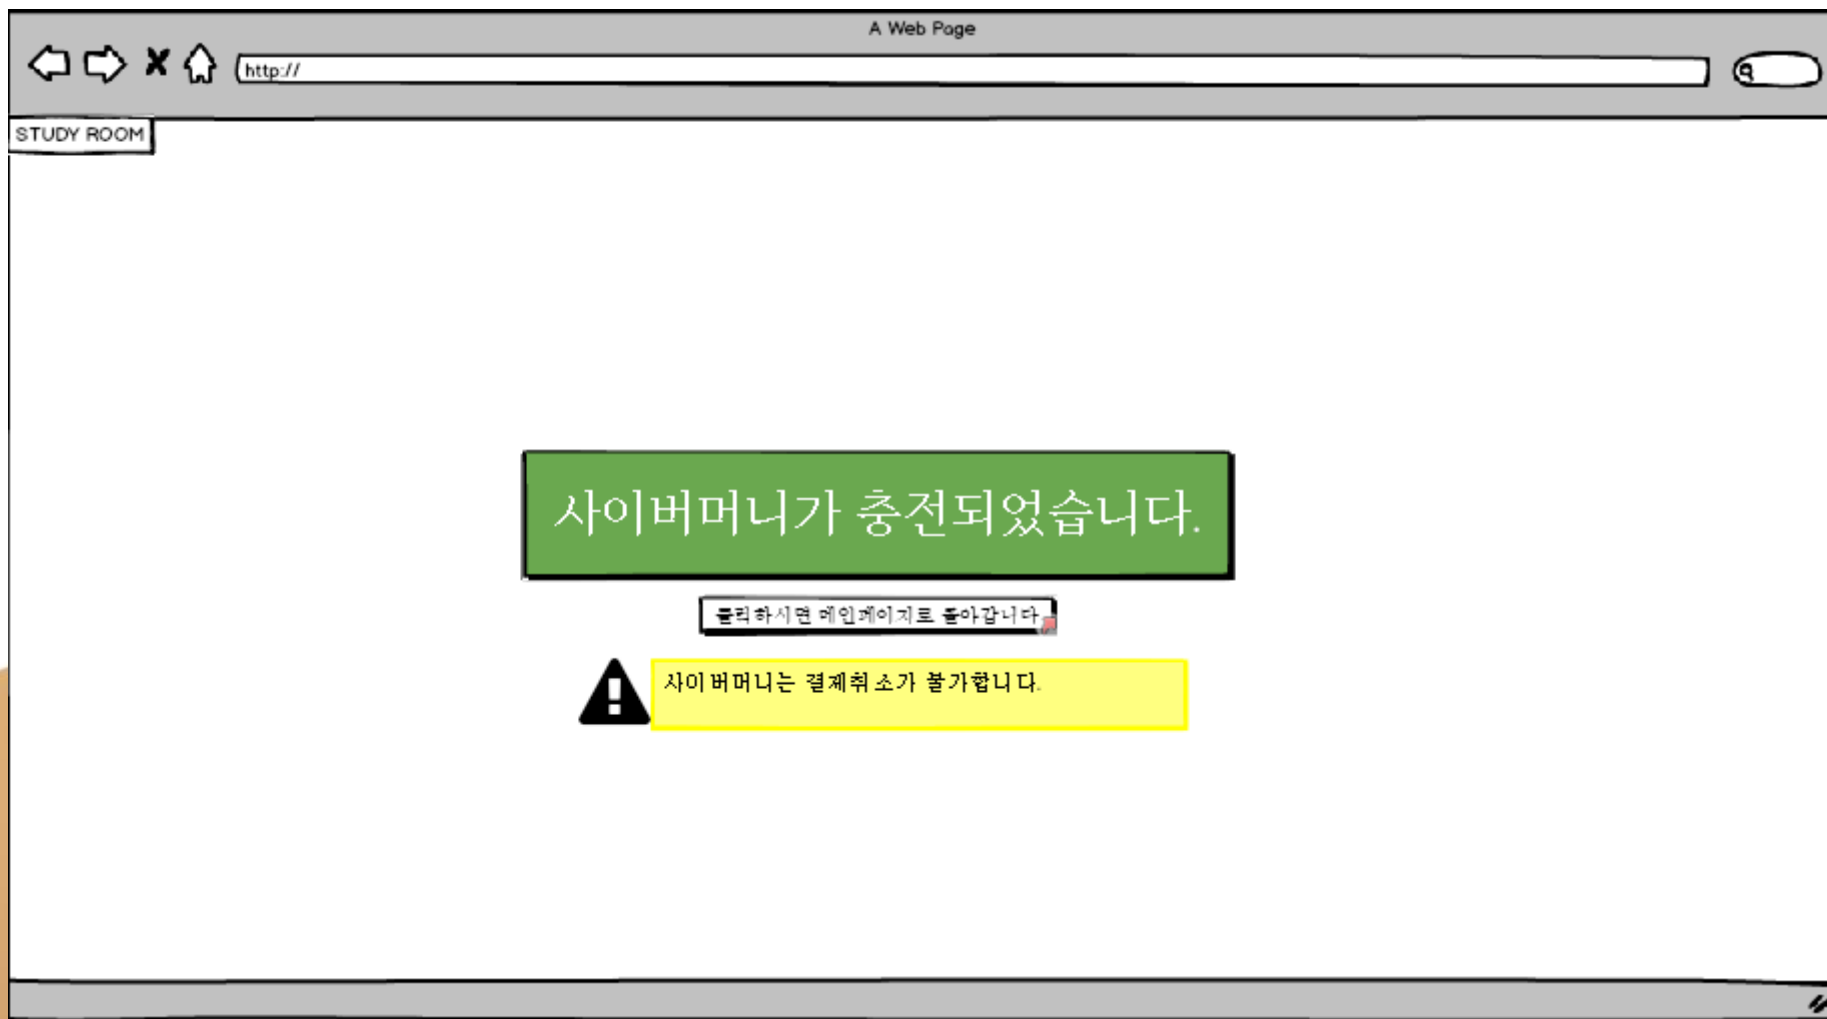 A Web Page
http://
STUDY ROOM
사이버머니가 충전되었습니다.
클릭하시면 메인페이지로 돌아갑니다
사이버머니는 결제취소가 불가합니다.